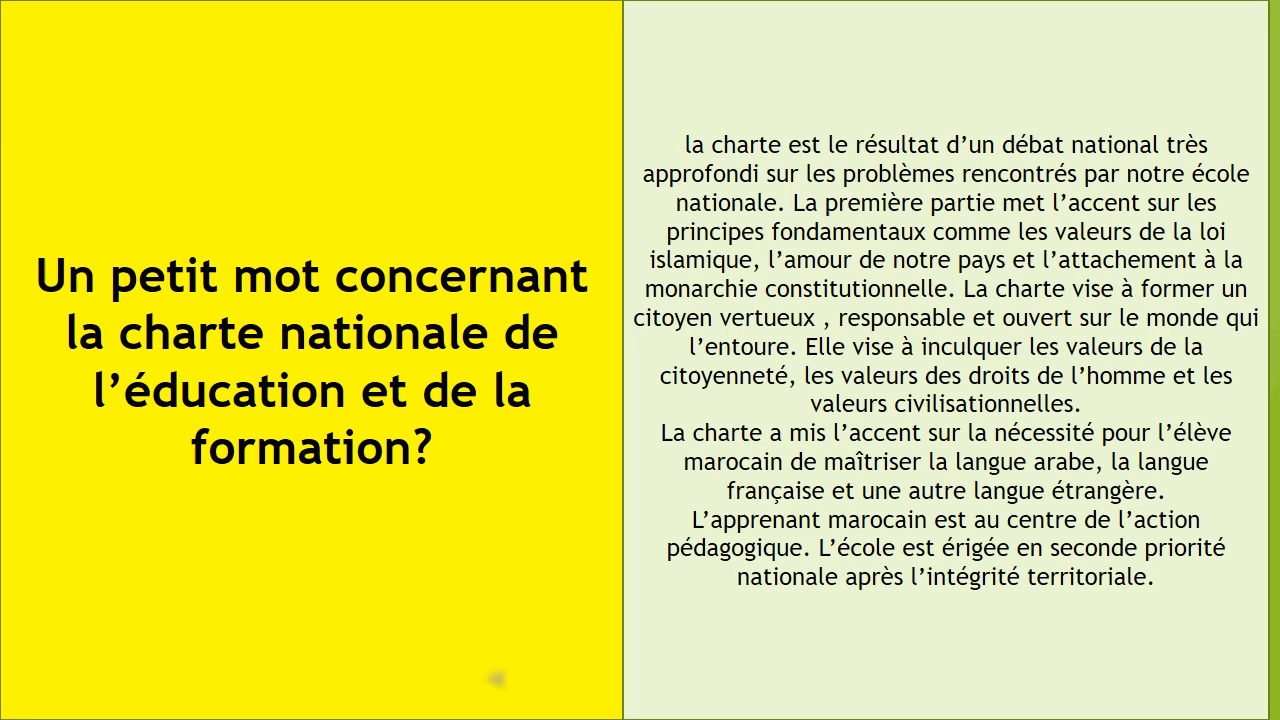 Un petit mot concernant
la charte nationale de
l’éducation et de la
formation?
la charte est le résultat d’un débat national très
approfondi sur les problèmes rencontrés par notre école
nationale. La première partie met l’accent sur les
principes fondamentaux comme les valeurs de la loi
islamique, l’amour de notre pays et l’attachement à la
monarchie constitutionnelle. La charte vise à former un
citoyen vertueux , responsable et ouvert sur le monde qui
l’entoure. Elle vise à inculquer les valeurs de la
citoyenneté, les valeurs des droits de l’homme et les
valeurs civilisationnelles.
La charte a mis l’accent sur la nécessité pour l’élève
marocain de maîtriser la langue arabe, la langue
française et une autre langue étrangère.
L’apprenant marocain est au centre de l’action
pédagogique. L’école est érigée en seconde priorité
nationale après l’intégrité territoriale.